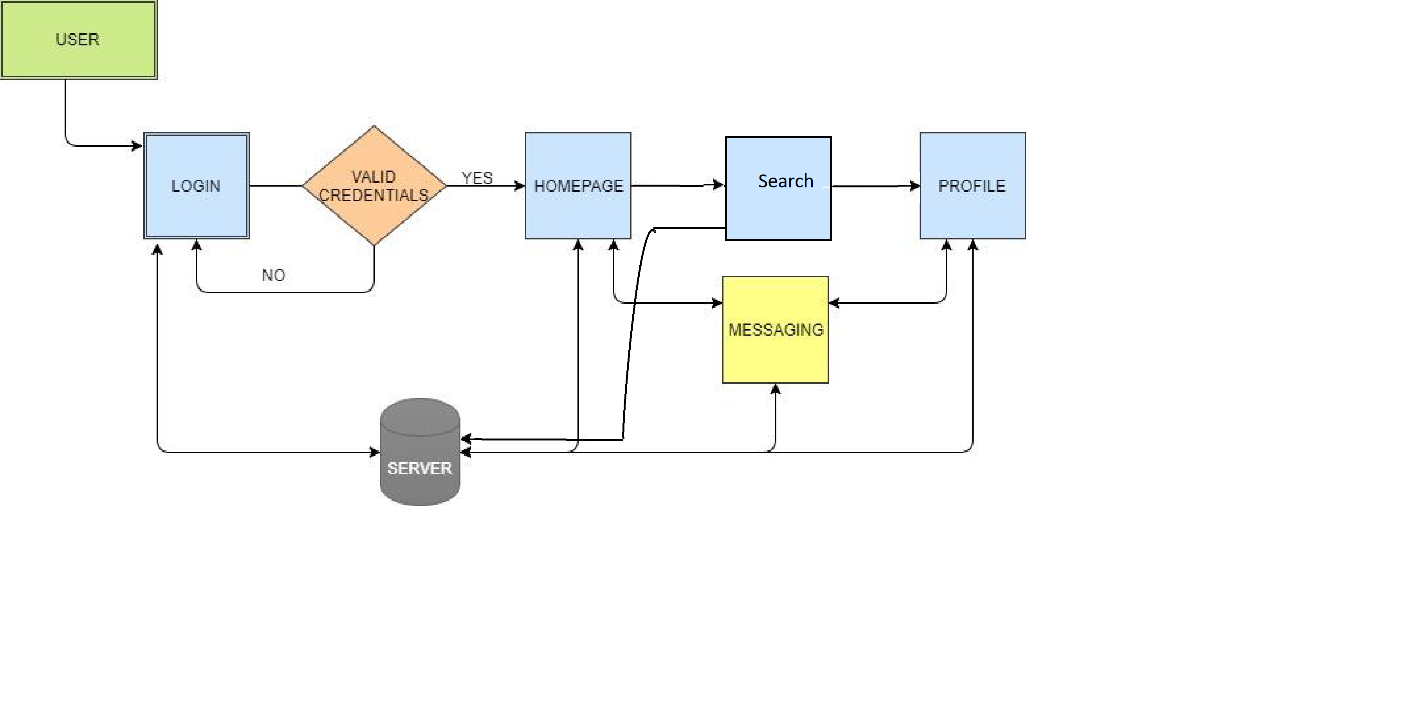 USER
LOGIN
VALID
CREDENTIALS
YES
HOMEPAGE
Search
PROFILE
NO
MESSAGING
SERVER